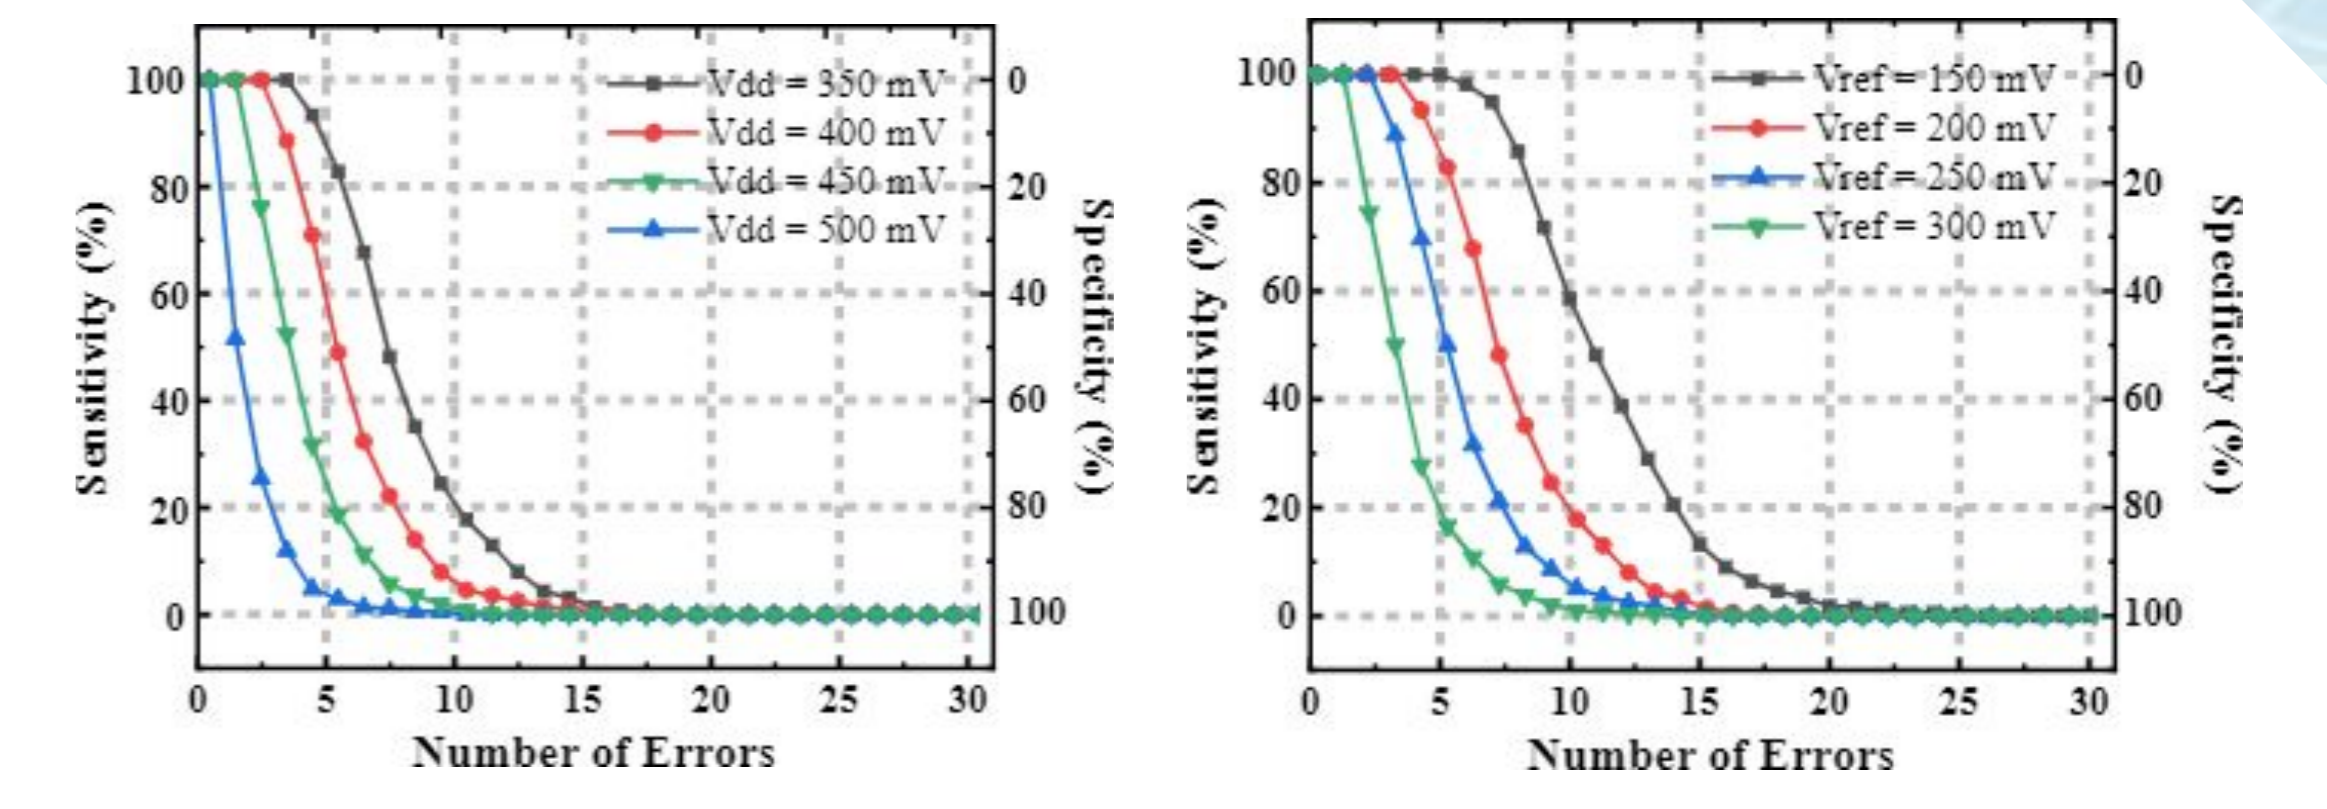 100
80
60
40
20
0
Sensitivity (%)
Vdd = 350 mV
Vdd = 400 mV
Vdd = 450 mV
Vdd = 500 mV
0
20
40
60
80
100
Specificity (%)
0 5 10 15 20 25 30
Number of Errors
100
80
60
40
20
0
Sensitivity (%)
Vref = 150 mV
Vref = 200 mV
Vref = 250 mV
Vref = 300 mV
0
20
40
60
80
100
Specificity (%)
0 5 10 15 20 25 30
Number of Errors